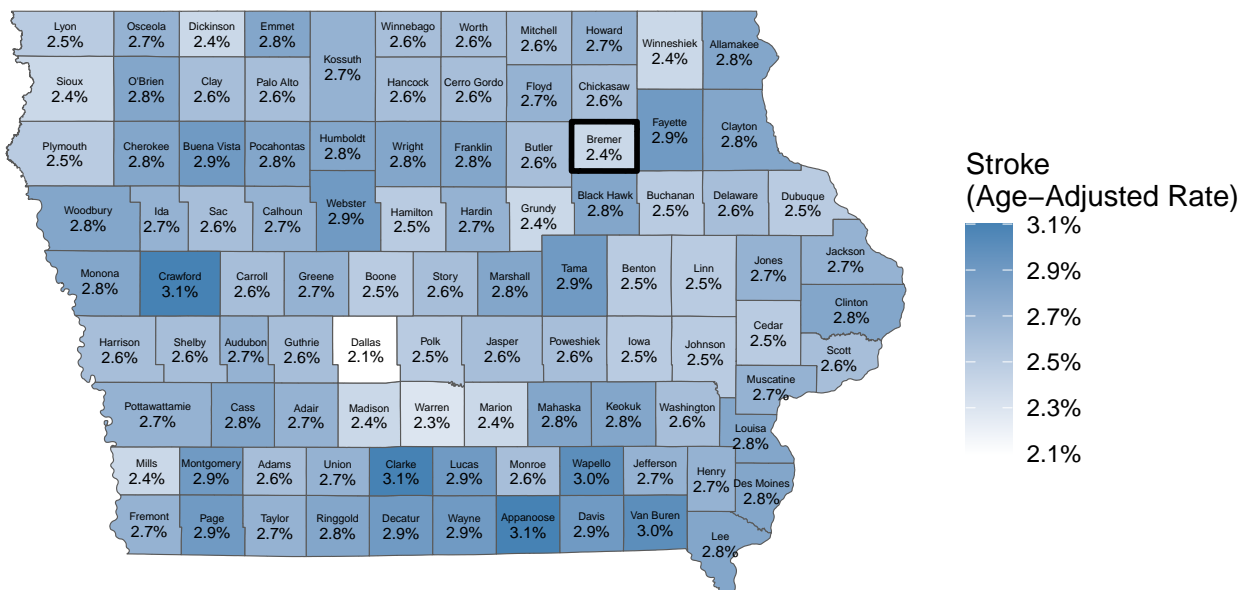 Lyon
2.5%
Osceola
2.7%
Dickinson
2.4%
Emmet
2.8%
Kossuth
2.7%
Winnebago
2.6%
Worth
2.6%
Mitchell
2.6%
Howard
2.7%
Winneshiek
2.4%
Allamakee
2.8%
Sioux
2.4%
O'Brien
2.8%
Clay
2.6%
Palo Alto
2.6%
Hancock
2.6%
Cerro Gordo
2.6%
Floyd
2.7%
Chickasaw
2.6%
Fayette
2.9%
Clayton
2.8%
Plymouth
2.5%
Cherokee
2.8%
Buena Vista
2.9%
Pocahontas
2.8%
Humboldt
2.8%
Wright
2.8%
Franklin
2.8%
Butler
2.6%
Bremer
2.4%
Woodbury
2.8%
Ida
2.7%
Sac
2.6%
Calhoun
2.7%
Webster
2.9%
Hamilton
2.5%
Hardin
2.7%
Grundy
2.4%
Black Hawk
2.8%
Buchanan
2.5%
Delaware
2.6%
Dubuque
2.5%
Monona
2.8%
Crawford
3.1%
Carroll
2.6%
Greene
2.7%
Boone
2.5%
Story
2.6%
Marshall
2.8%
Tama
2.9%
Benton
2.5%
Linn
2.5%
Jones
2.7%
Jackson
2.7%
Clinton
2.8%
Harrison
2.6%
Shelby
2.6%
Audubon
2.7%
Guthrie
2.6%
Dallas
2.1%
Polk
2.5%
Jasper
2.6%
Poweshiek
2.6%
Iowa
2.5%
Johnson
2.5%
Cedar
2.5%
Scott
2.6%
Muscatine
2.7%
Pottawattamie
2.7%
Cass
2.8%
Adair
2.7%
Madison
2.4%
Warren
2.3%
Marion
2.4%
Mahaska
2.8%
Keokuk
2.8%
Washington
2.6%
Louisa
2.8%
Mills
2.4%
Montgomery
2.9%
Adams
2.6%
Union
2.7%
Clarke
3.1%
Lucas
2.9%
Monroe
2.6%
Wapello
3.0%
Jefferson
2.7%
Henry
2.7%
Des Moines
2.8%
Fremont
2.7%
Page
2.9%
Taylor
2.7%
Ringgold
2.8%
Decatur
2.9%
Wayne
2.9%
Appanoose
3.1%
Davis
2.9%
Van Buren
3.0%
Lee
2.8%
Stroke
(Age−Adjusted Rate)
3.1%
2.9%
2.7%
2.5%
2.3%
2.1%